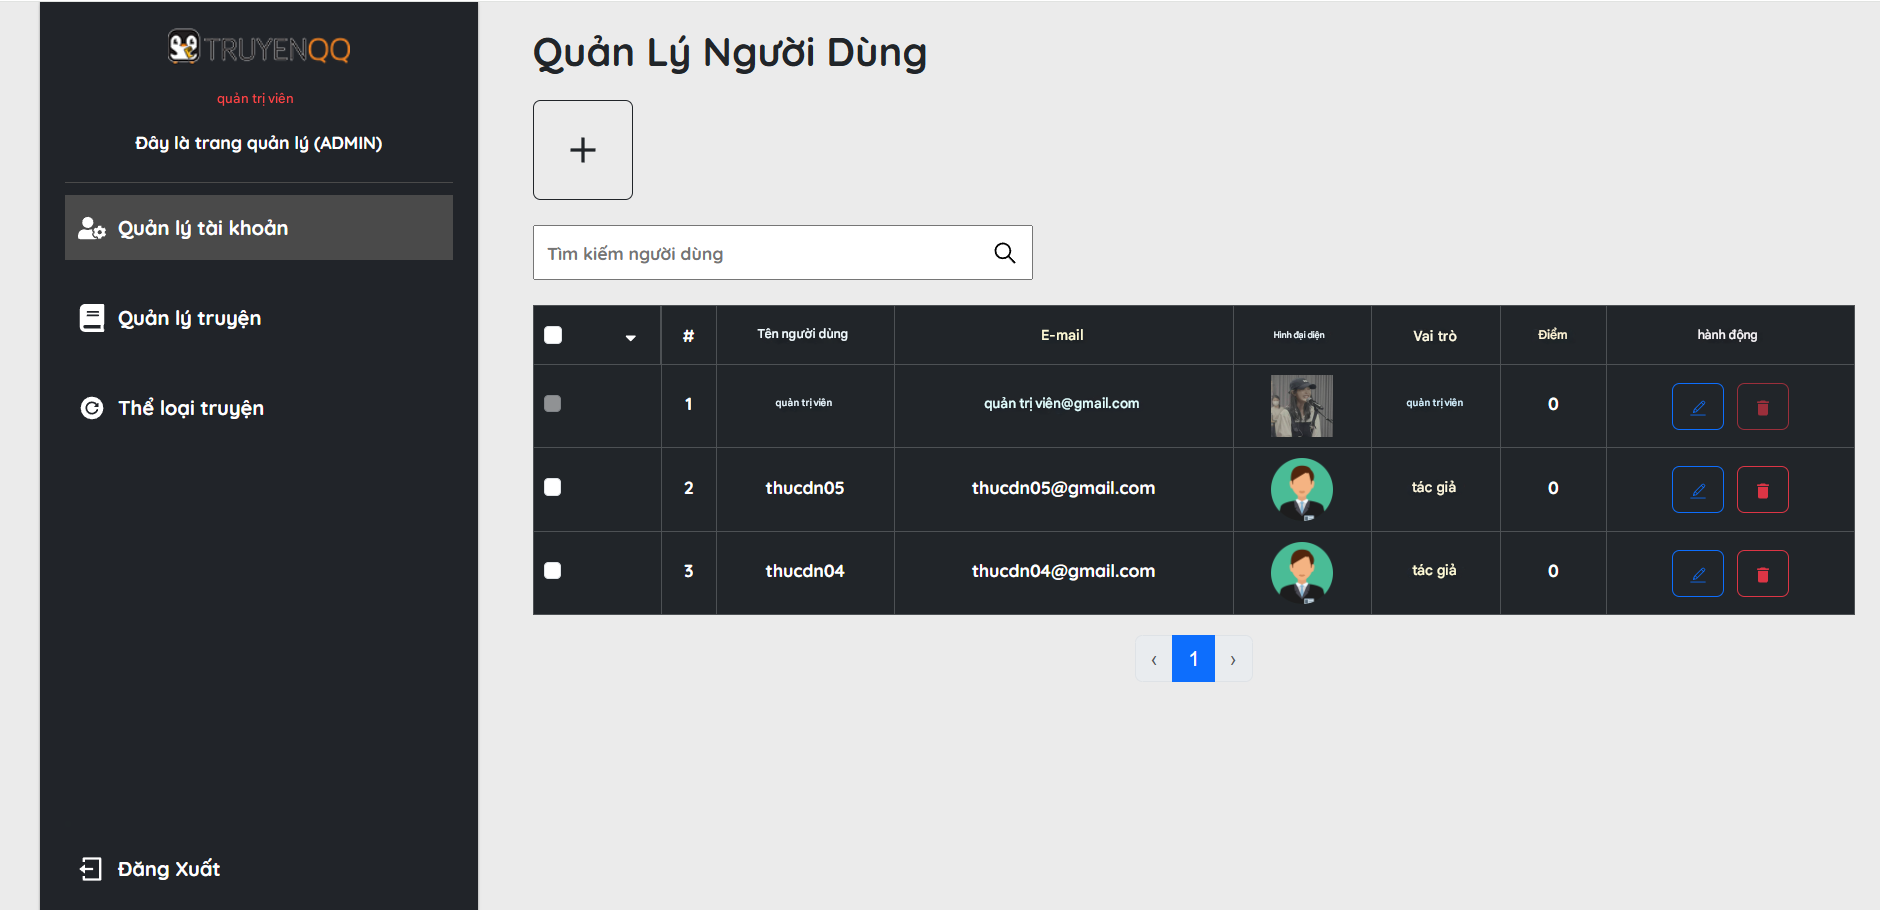 TRUYENQQ
quản trị viên
Đây là trang quản lý (ADMIN)
Quản lý tài khoản
Quản lý truyện
Thể loại truyện
Đăng Xuất
Quản Lý Người Dùng
+
Tìm kiếm người dùng
# Tên người dùng E-mail Hình đại diện Vai trò Điểm hành động
1 quản trị viên quản trị viên@gmail.com quản trị viên 0
2 thucdn05 thucdn05@gmail.com tác giả 0
3 thucdn04 thucdn04@gmail.com tác giả 0
‹ 1 ›